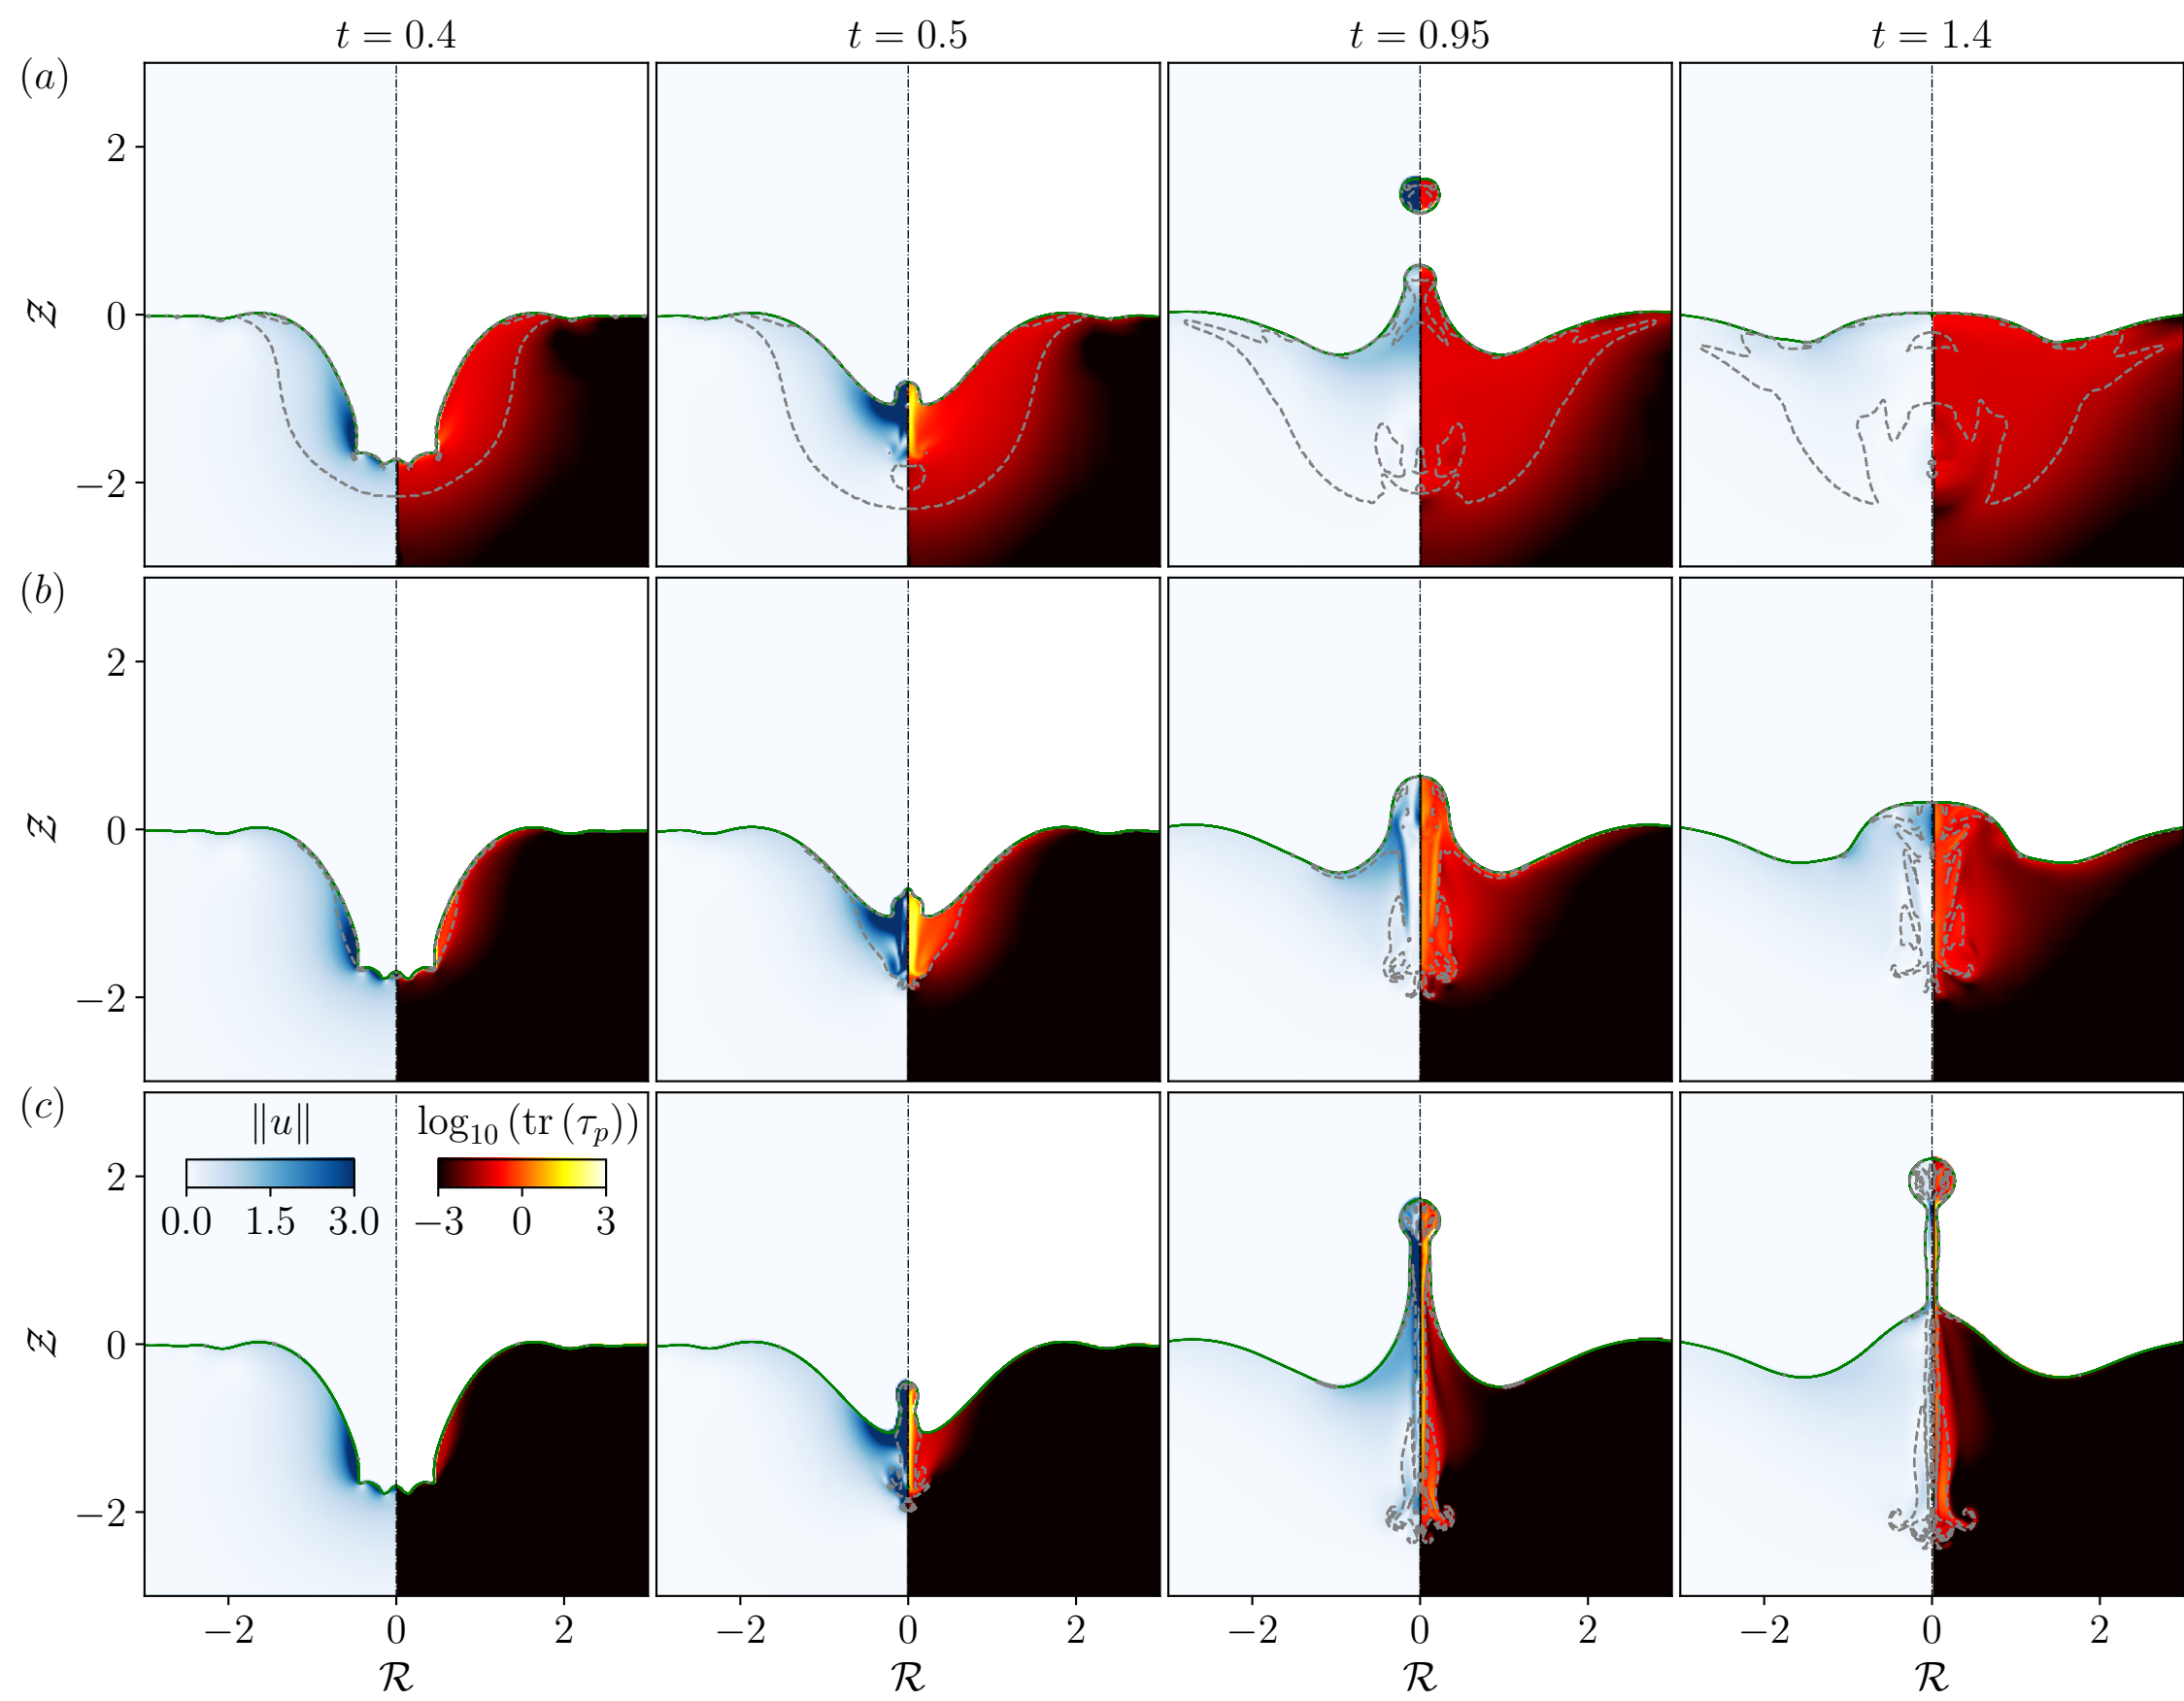 t = 0.4 t = 0.5 t = 0.95 t = 1.4
(a)
2
0
−2
𝒵
(b)
2
0
−2
𝒵
(c)
‖u‖ log₁₀ (tr (τₚ))
0.0 1.5 3.0 −3 0 3
2
0
−2
𝒵
−2 0 2 −2 0 2 −2 0 2 −2 0 2
ℛ ℛ ℛ ℛ